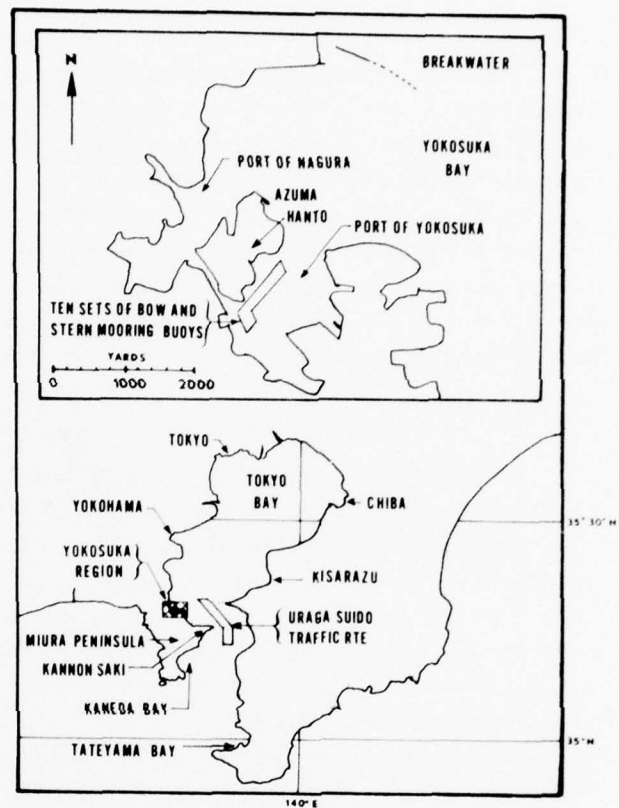 N
BREAKWATER
YOKOSUKA
BAY
PORT OF NAGURA
AZUMA
HANTO
PORT OF YOKOSUKA
TEN SETS OF BOW AND
STERN MOORING BUOYS
YARDS
0 1000 2000
TOKYO
TOKYO
BAY
YOKOHAMA
CHIBA
35°30'N
YOKOSUKA
REGION
KISARAZU
URAGA SUIDO
TRAFFIC RTE
MIURA PENINSULA
KANNON SAKI
KANEDA BAY
TATEYAMA BAY
35°N
140°E